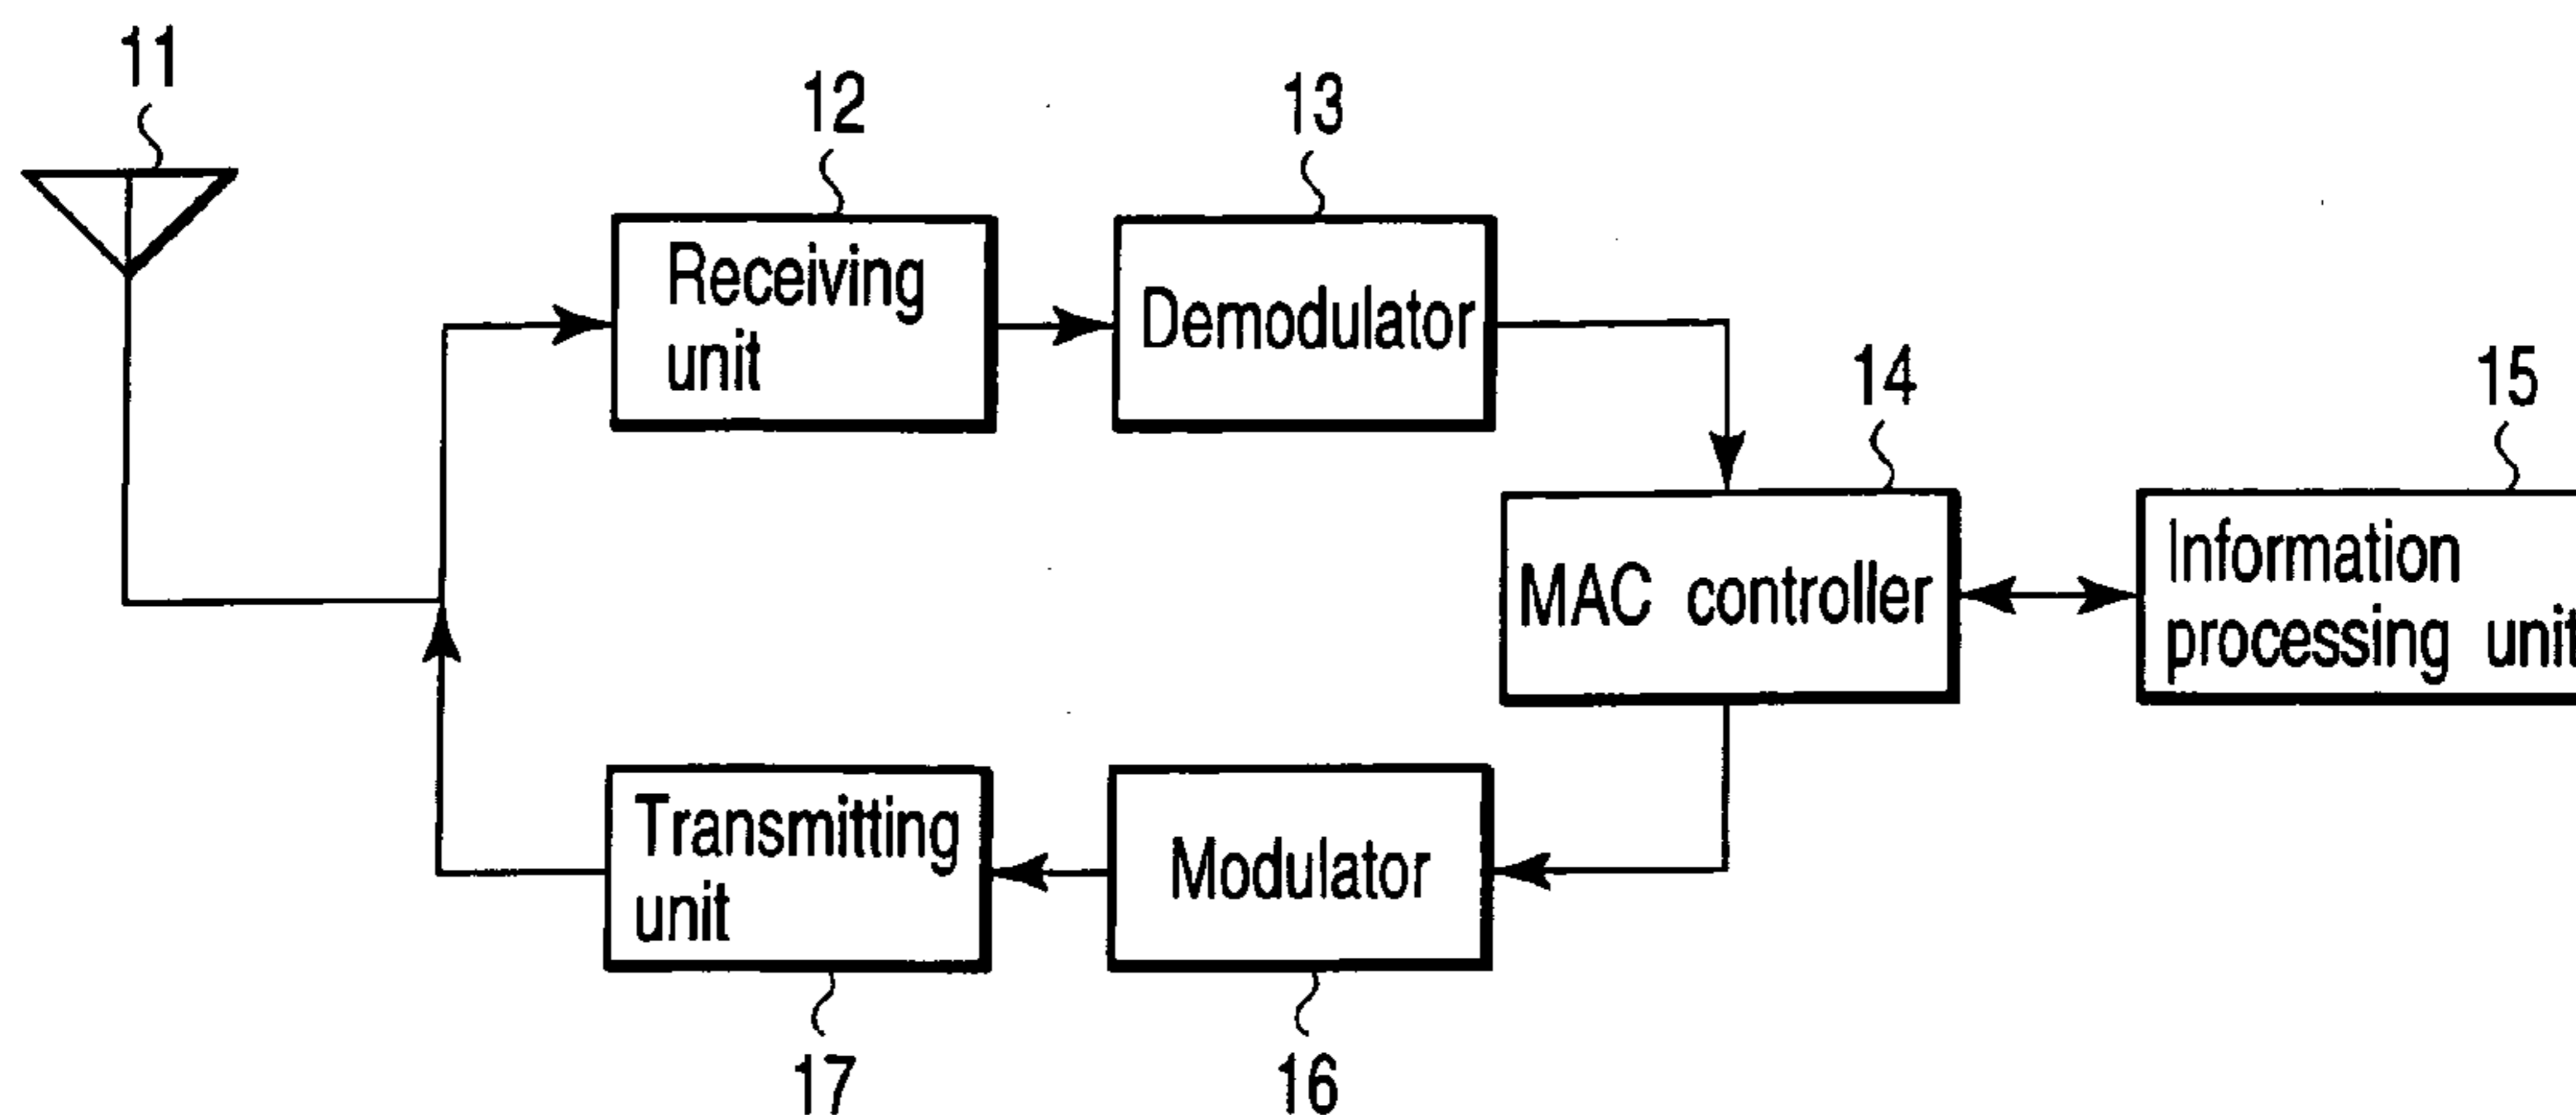 11
12
13
Receiving
unit
Demodulator
14
15
MAC controller
Information
processing unit
Transmitting
unit
Modulator
17
16